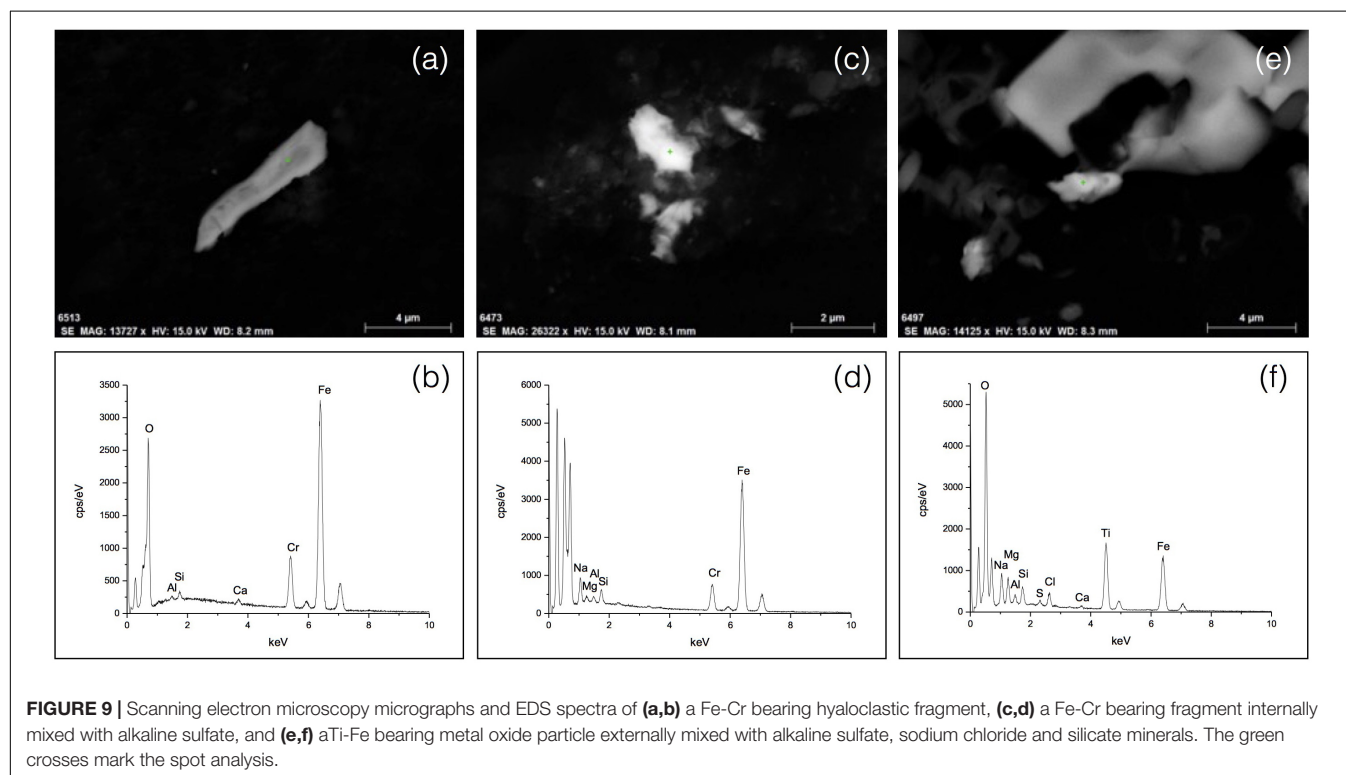 (a)
6513
SE MAG: 13727 x HV: 15.0 kV WD: 8.2 mm
4 µm
(c)
6473
SE MAG: 26322 x HV: 15.0 kV WD: 8.1 mm
2 µm
(e)
6497
SE MAG: 14125 x HV: 15.0 kV WD: 8.3 mm
4 µm
(b)
3500
3000
2500
2000
1500
1000
500
0
cps/eV
O
Al
Si
Ca
Cr
Fe
0 2 4 6 8 10
keV
(d)
6000
5000
4000
3000
2000
1000
0
cps/eV
Na
Mg
Al
Si
Cr
Fe
0 2 4 6 8 10
keV
(f)
5000
4000
3000
2000
1000
0
cps/eV
O
Na
Mg
Al
Si
S
Cl
Ca
Ti
Fe
0 2 4 6 8 10
keV
FIGURE 9 | Scanning electron microscopy micrographs and EDS spectra of (a,b) a Fe-Cr bearing hyaloclastic fragment, (c,d) a Fe-Cr bearing fragment internally
mixed with alkaline sulfate, and (e,f) aTi-Fe bearing metal oxide particle externally mixed with alkaline sulfate, sodium chloride and silicate minerals. The green
crosses mark the spot analysis.